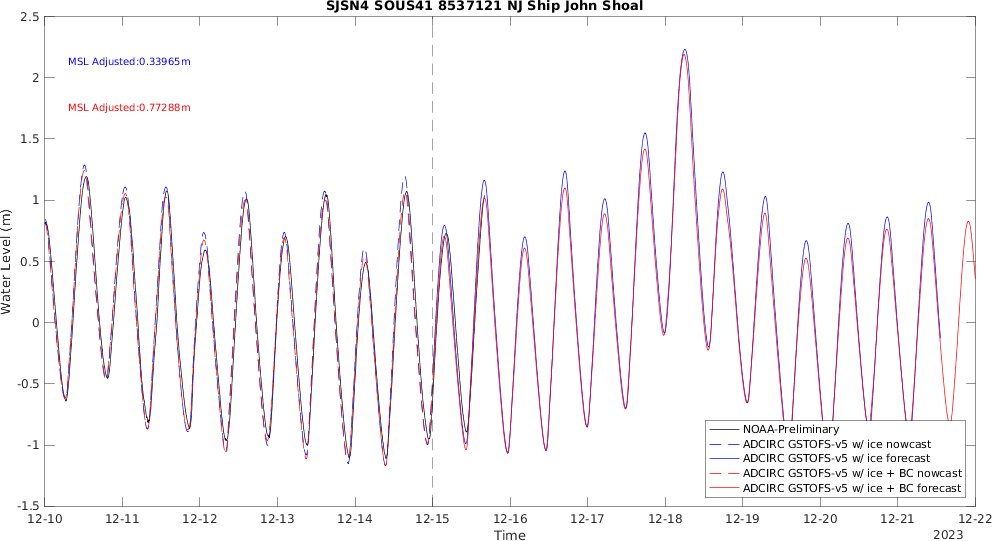 SJSN4 SOUS41 8537121 NJ Ship John Shoal
MSL Adjusted:0.33965m
MSL Adjusted:0.77288m
Water Level (m)
2.5
2
1.5
1
0.5
0
-0.5
-1
-1.5
NOAA-Preliminary
ADCIRC GSTOFS-v5 w/ ice nowcast
ADCIRC GSTOFS-v5 w/ ice forecast
ADCIRC GSTOFS-v5 w/ ice + BC nowcast
ADCIRC GSTOFS-v5 w/ ice + BC forecast
12-10 12-11 12-12 12-13 12-14 12-15 12-16 12-17 12-18 12-19 12-20 12-21 12-22
Time
2023